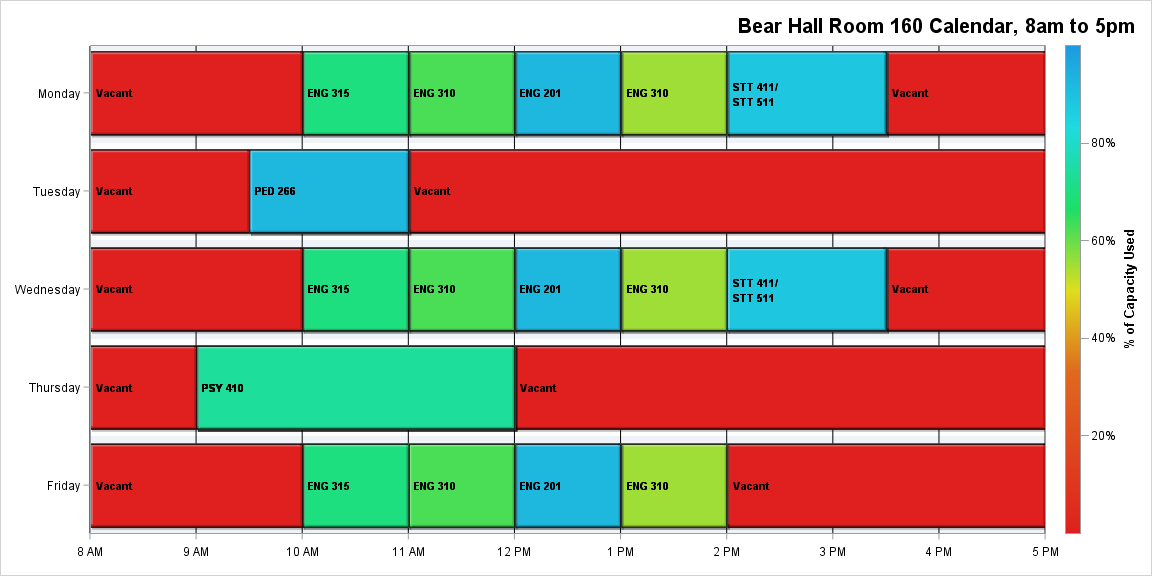 Bear Hall Room 160 Calendar, 8am to 5pm
Monday
Vacant
ENG 315
ENG 310
ENG 201
ENG 310
STT 411/
STT 511
Vacant
Tuesday
Vacant
PED 266
Vacant
Wednesday
Vacant
ENG 315
ENG 310
ENG 201
ENG 310
STT 411/
STT 511
Vacant
Thursday
Vacant
PSY 410
Vacant
Friday
Vacant
ENG 315
ENG 310
ENG 201
ENG 310
Vacant
8 AM
9 AM
10 AM
11 AM
12 PM
1 PM
2 PM
3 PM
4 PM
5 PM
80%
60%
40%
20%
% of Capacity Used